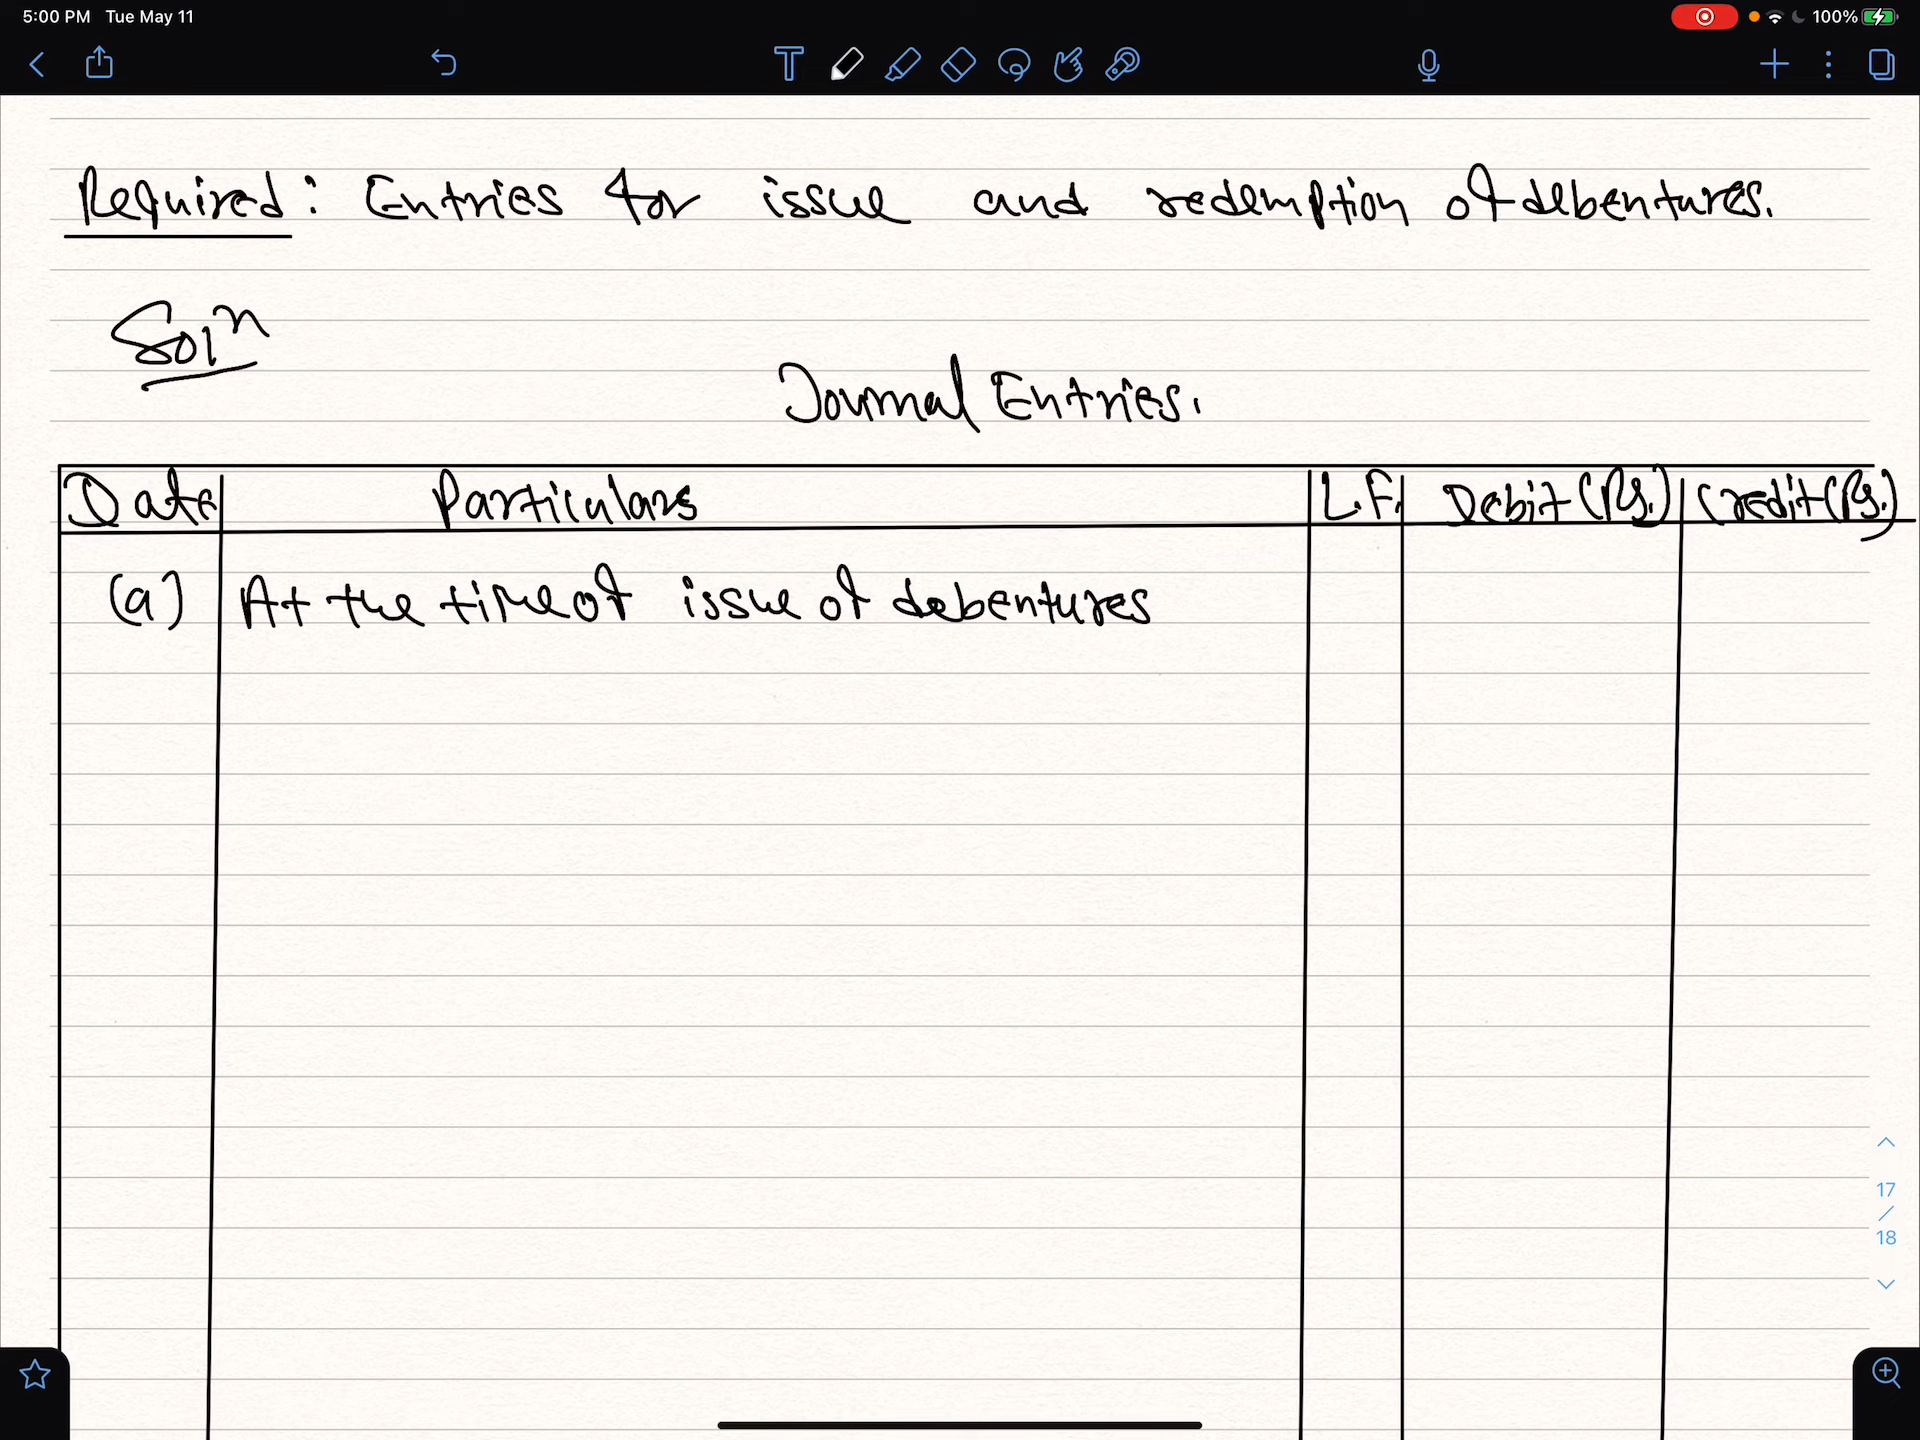 5:00 PM Tue May 11 100%
Required: Entries for issue and redemption of debentures.
Solⁿ
Journal Entries.
Date Particulars L.F. Debit (Rs.) Credit (Rs.)
(a) At the time of issue of debentures
17
/
18